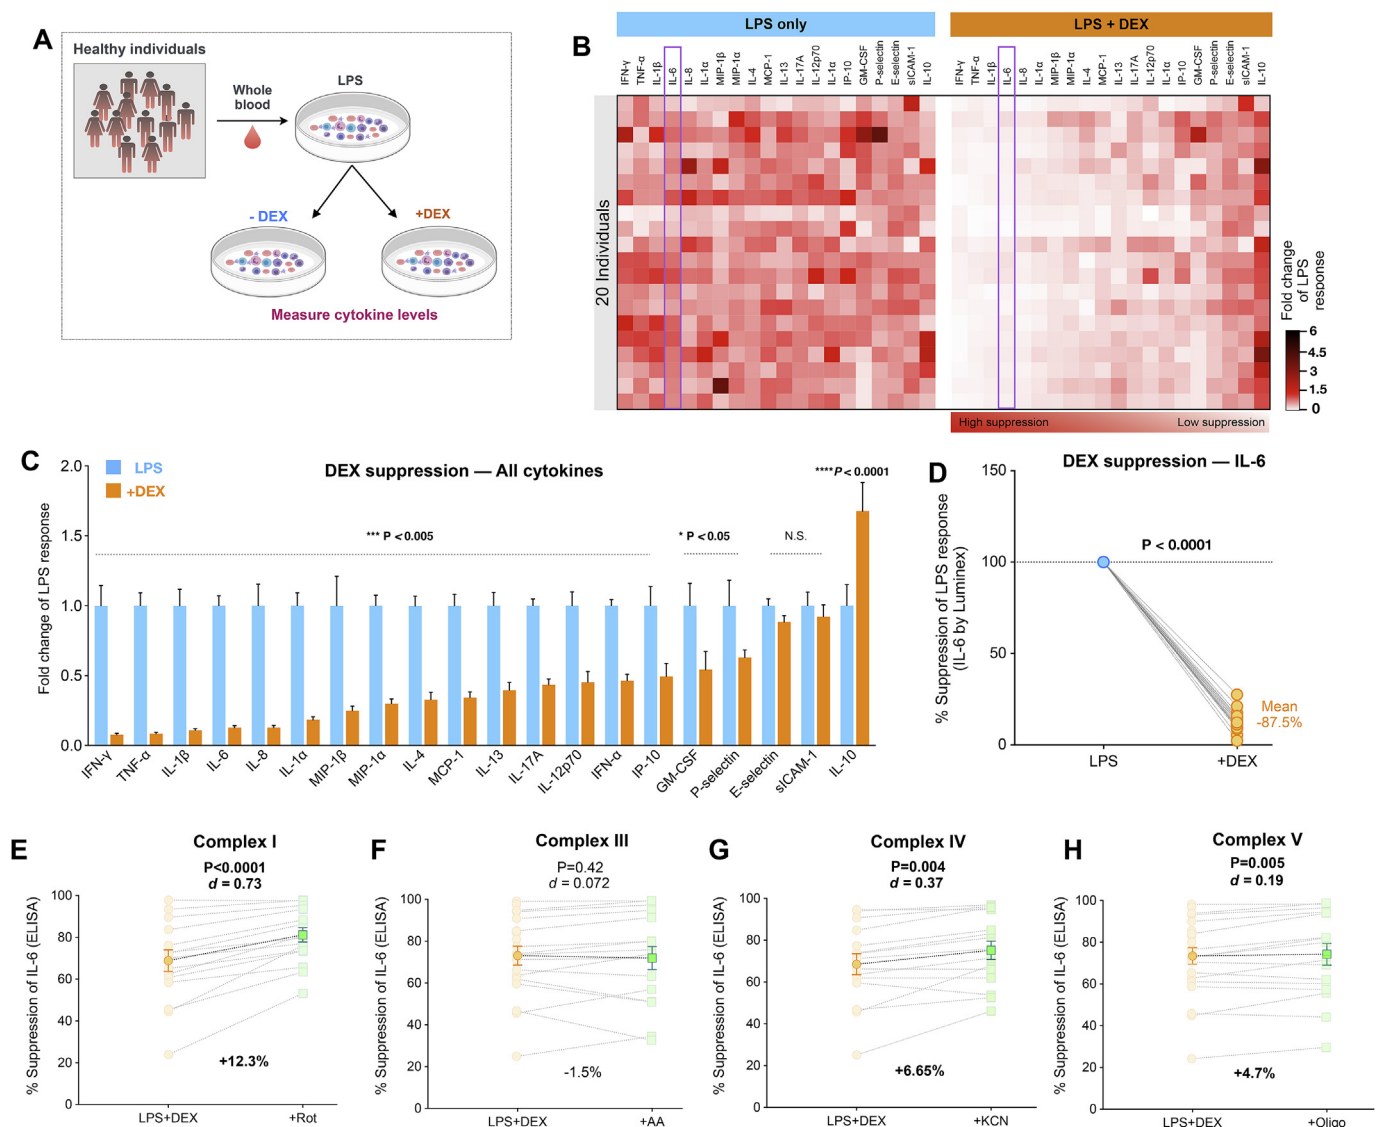 A
Healthy individuals
Whole
blood
LPS
- DEX
+DEX
Measure cytokine levels
B
LPS only
LPS + DEX
IFN-γ
TNF-α
IL-1β
IL-6
IL-8
IL-1α
MIP-1β
MIP-1α
IL-4
MCP-1
IL-13
IL-17A
IL-12p70
IL-1α
IP-10
GM-CSF
P-selectin
E-selectin
sICAM-1
IL-10
IFN-γ
TNF-α
IL-1β
IL-6
IL-8
IL-1α
MIP-1β
MIP-1α
IL-4
MCP-1
IL-13
IL-17A
IL-12p70
IL-1α
IP-10
GM-CSF
P-selectin
E-selectin
sICAM-1
IL-10
20 Individuals
Fold change
of LPS
response
6
4.5
3
1.5
0
High suppression
Low suppression
C
LPS
+DEX
DEX suppression — All cytokines
Fold change of LPS response
2.0
1.5
1.0
0.5
0.0
*** P < 0.005
* P < 0.05
N.S.
****P < 0.0001
IFN-γ
TNF-α
IL-1β
IL-6
IL-8
IL-1α
MIP-1β
MIP-1α
IL-4
MCP-1
IL-13
IL-17A
IL-12p70
IFN-α
IP-10
GM-CSF
P-selectin
E-selectin
sICAM-1
IL-10
D
DEX suppression — IL-6
% Suppression of LPS response
(IL-6 by Luminex)
150
100
50
0
P < 0.0001
Mean
-87.5%
LPS
+DEX
E
Complex I
P<0.0001
d = 0.73
% Suppression of IL-6 (ELISA)
100
80
60
40
20
0
+12.3%
LPS+DEX
+Rot
F
Complex III
P=0.42
d = 0.072
% Suppression of IL-6 (ELISA)
100
80
60
40
20
0
-1.5%
LPS+DEX
+AA
G
Complex IV
P=0.004
d = 0.37
% Suppression of IL-6 (ELISA)
100
80
60
40
20
0
+6.65%
LPS+DEX
+KCN
H
Complex V
P=0.005
d = 0.19
% Suppression of IL-6 (ELISA)
100
80
60
40
20
0
+4.7%
LPS+DEX
+Oligo